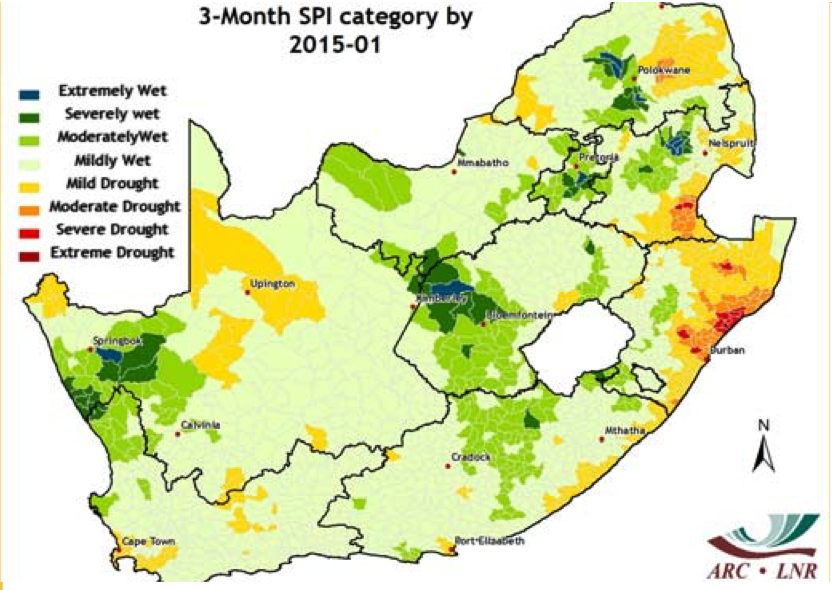 3-Month SPI category by
2015-01
Extremely Wet
Severely wet
ModeratelyWet
Mildly Wet
Mild Drought
Moderate Drought
Severe Drought
Extreme Drought
Polokwane
Mmabatho
Pretoria
Nelspruit
Upington
Kimberley
Bloemfontein
Springbok
Durban
Calvinia
Mthatha
Cradock
N
Cape Town
Port-Elizabeth
ARC • LNR